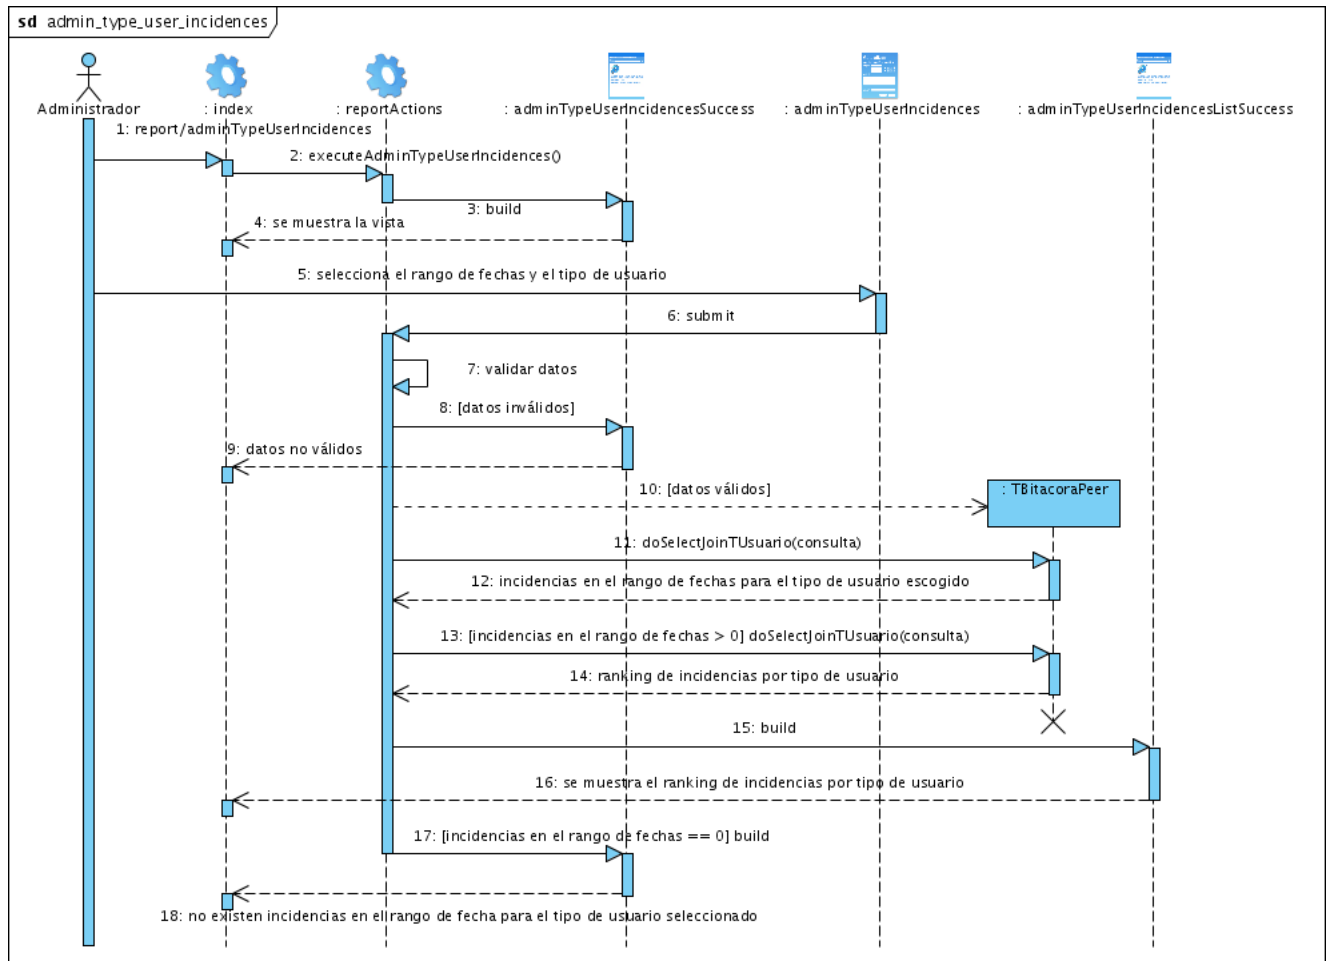 sd admin_type_user_incidences
Administrador
: index
: reportActions
: adminTypeUserIncidencesSuccess
: adminTypeUserIncidences
: adminTypeUserIncidencesListSuccess
1: report/adminTypeUserIncidences
2: executeAdminTypeUserIncidences()
3: build
4: se muestra la vista
5: selecciona el rango de fechas y el tipo de usuario
6: submit
7: validar datos
8: [datos inválidos]
9: datos no válidos
10: [datos válidos]
: TBitacoraPeer
11: doSelectJoinTUsuario(consulta)
12: incidencias en el rango de fechas para el tipo de usuario escogido
13: [incidencias en el rango de fechas > 0] doSelectJoinTUsuario(consulta)
14: ranking de incidencias por tipo de usuario
15: build
16: se muestra el ranking de incidencias por tipo de usuario
17: [incidencias en el rango de fechas == 0] build
18: no existen incidencias en el rango de fecha para el tipo de usuario seleccionado